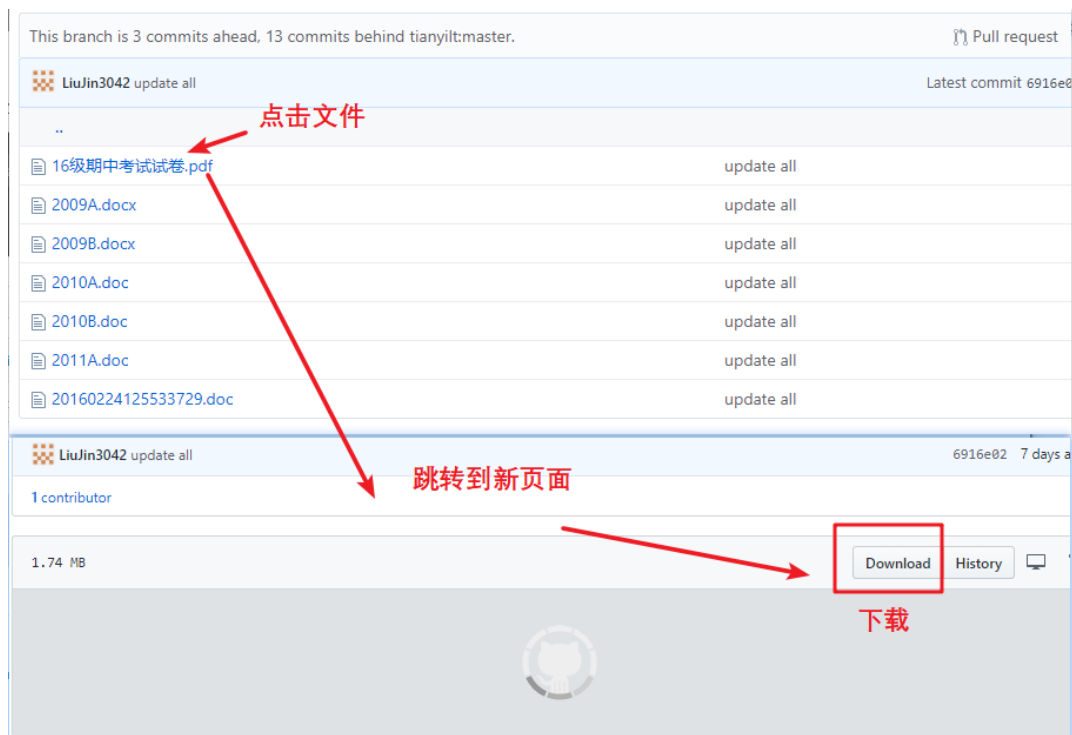 This branch is 3 commits ahead, 13 commits behind tianyilt:master.
Pull request
LiuJin3042 update all
Latest commit 6916e0
点击文件
..
16级期中考试试卷.pdf
update all
2009A.docx
update all
2009B.docx
update all
2010A.doc
update all
2010B.doc
update all
2011A.doc
update all
20160224125533729.doc
update all
LiuJin3042 update all
6916e02 7 days a
跳转到新页面
1 contributor
1.74 MB
Download
History
下载